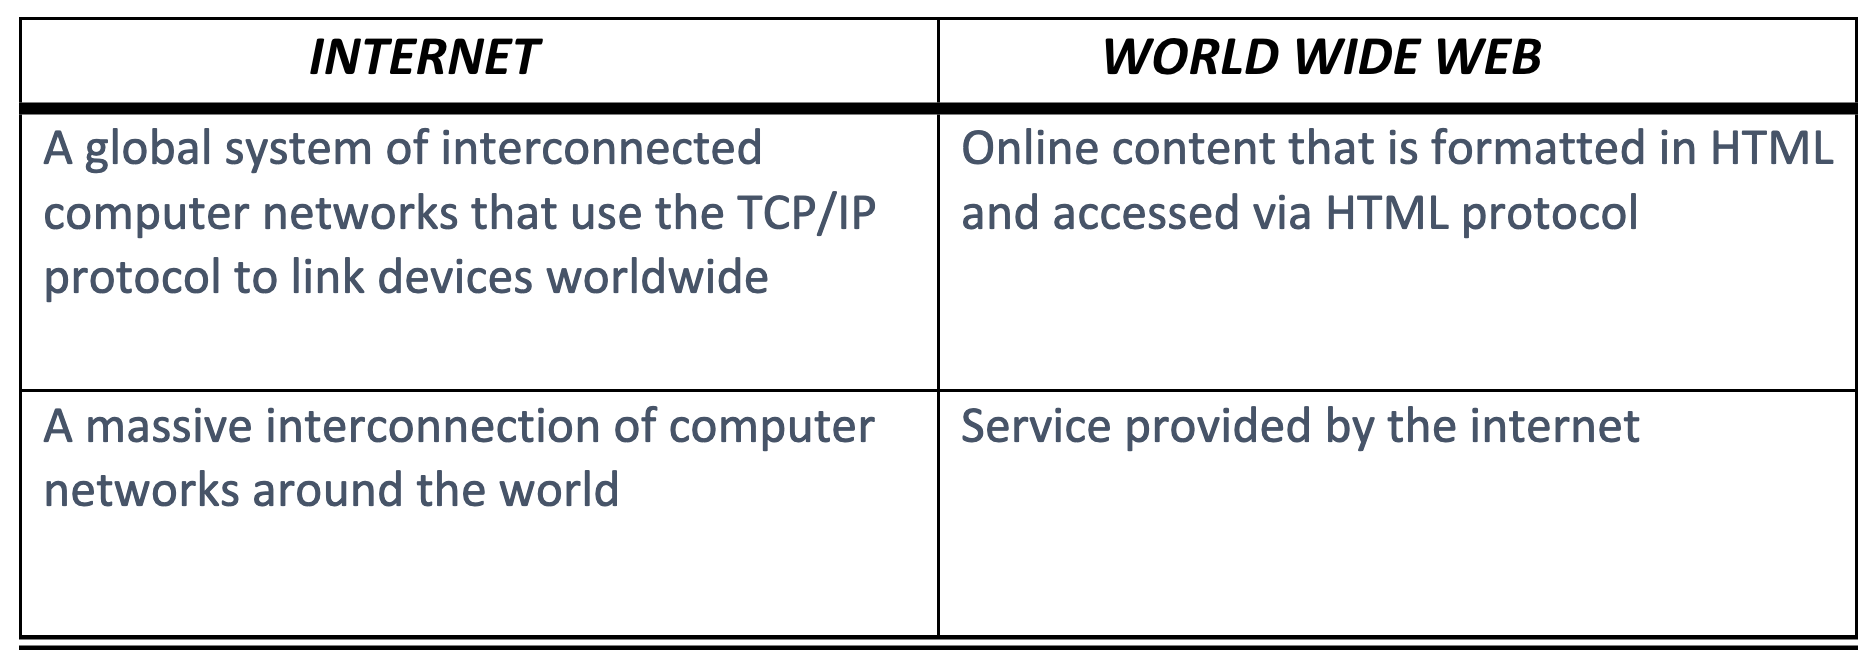 INTERNET
WORLD WIDE WEB
A global system of interconnected
computer networks that use the TCP/IP
protocol to link devices worldwide
Online content that is formatted in HTML
and accessed via HTML protocol
A massive interconnection of computer
networks around the world
Service provided by the internet